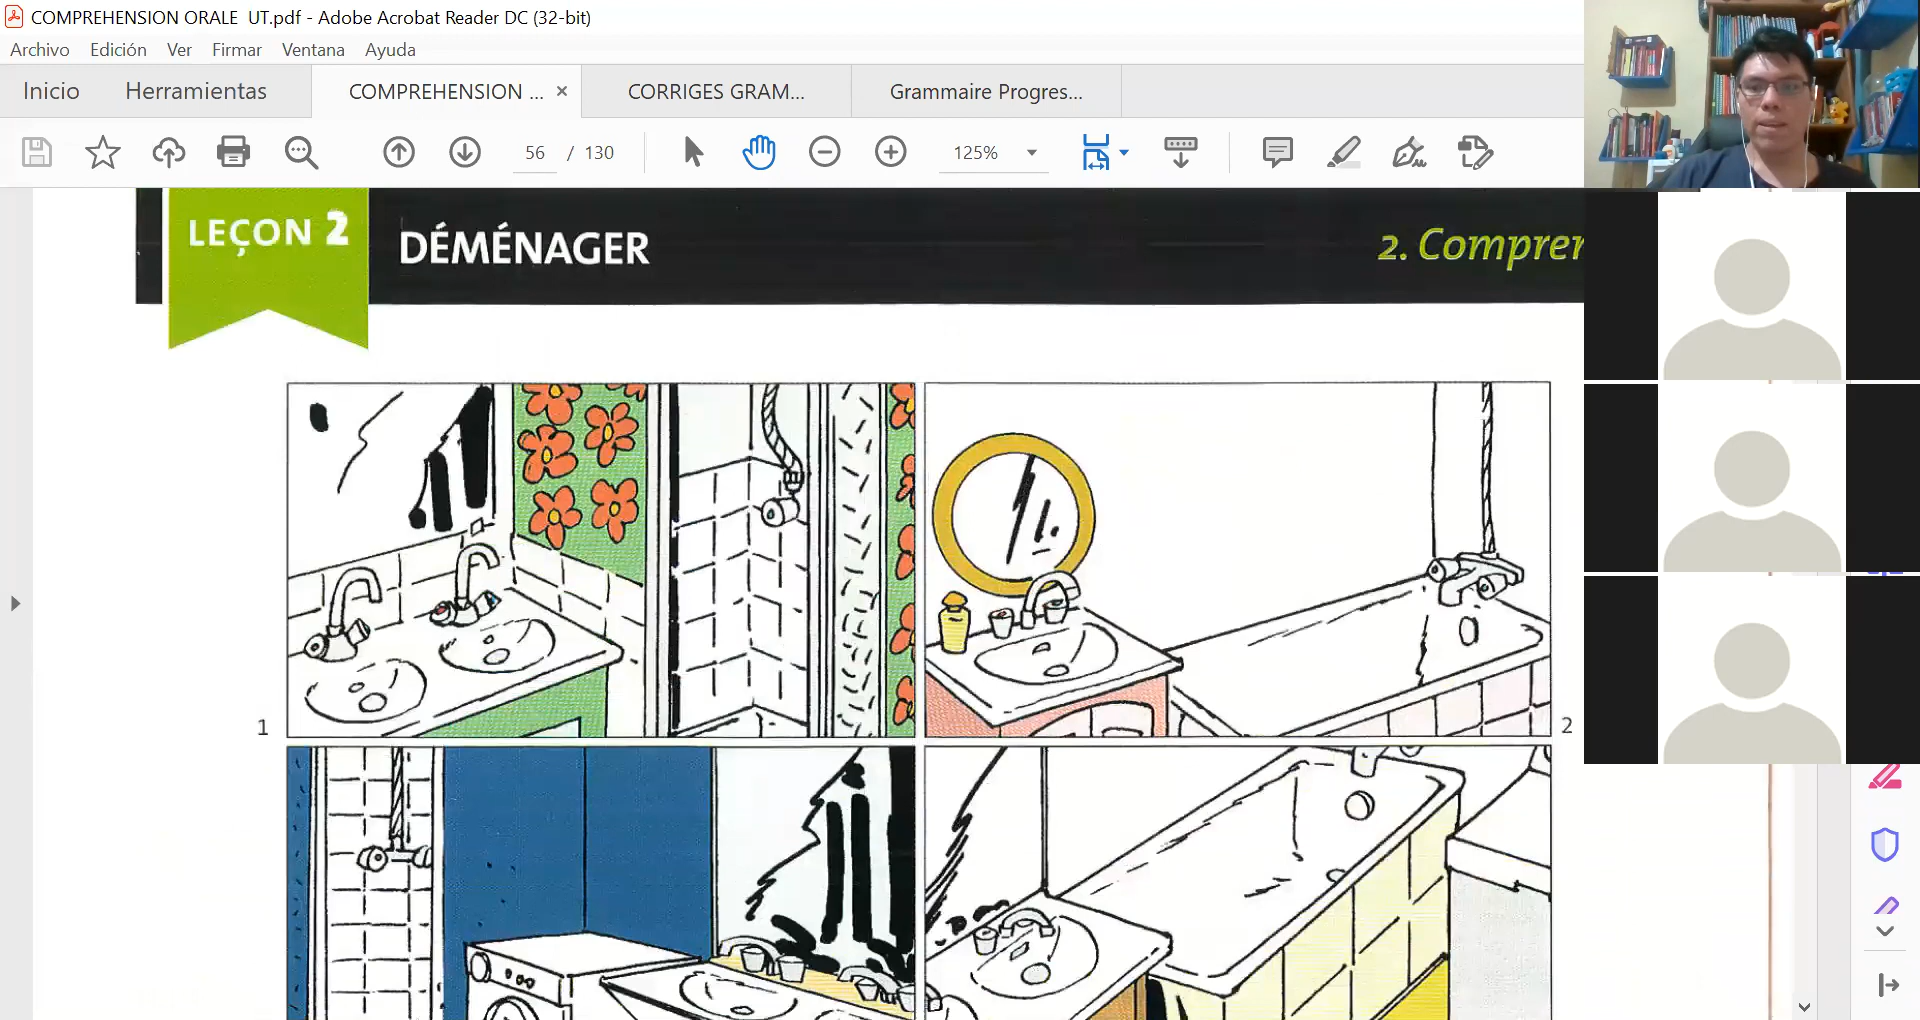 COMPREHENSION ORALE UT.pdf - Adobe Acrobat Reader DC (32-bit)
Archivo Edición Ver Firmar Ventana Ayuda
Inicio Herramientas COMPREHENSION ... × CORRIGES GRAM... Grammaire Progres...
56 / 130 125%
LEÇON 2 DÉMÉNAGER 2. Compren
1
2